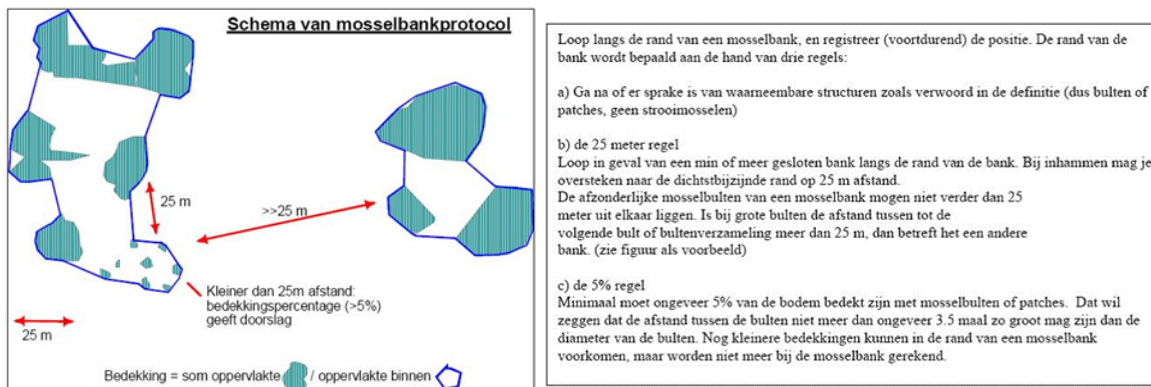 Schema van mosselbankprotocol
25 m
>>25 m
Kleiner dan 25m afstand:
bedekkingspercentage (>5%)
geeft doorslag
25 m
Bedekking = som oppervlakte / oppervlakte binnen
Loop langs de rand van een mosselbank, en registreer (voortdurend) de positie. De rand van de
bank wordt bepaald aan de hand van drie regels:
a) Ga na of er sprake is van waarneembare structuren zoals verwoord in de definitie (dus bulten of
patches, geen strooimosselen)
b) de 25 meter regel
Loop in geval van een min of meer gesloten bank langs de rand van de bank. Bij inhammen mag je
oversteken naar de dichtstbijzijnde rand op 25 m afstand.
De afzonderlijke mosselbulten van een mosselbank mogen niet verder dan 25
meter uit elkaar liggen. Is bij grote bulten de afstand tussen tot de
volgende bult of bultenverzameling meer dan 25 m, dan betreft het een andere
bank. (zie figuur als voorbeeld)
c) de 5% regel
Minimaal moet ongeveer 5% van de bodem bedekt zijn met mosselbulten of patches. Dat wil
zeggen dat de afstand tussen de bulten niet meer dan ongeveer 3.5 maal zo groot mag zijn dan de
diameter van de bulten. Nog kleinere bedekkingen kunnen in de rand van een mosselbank
voorkomen, maar worden niet meer bij de mosselbank gerekend.